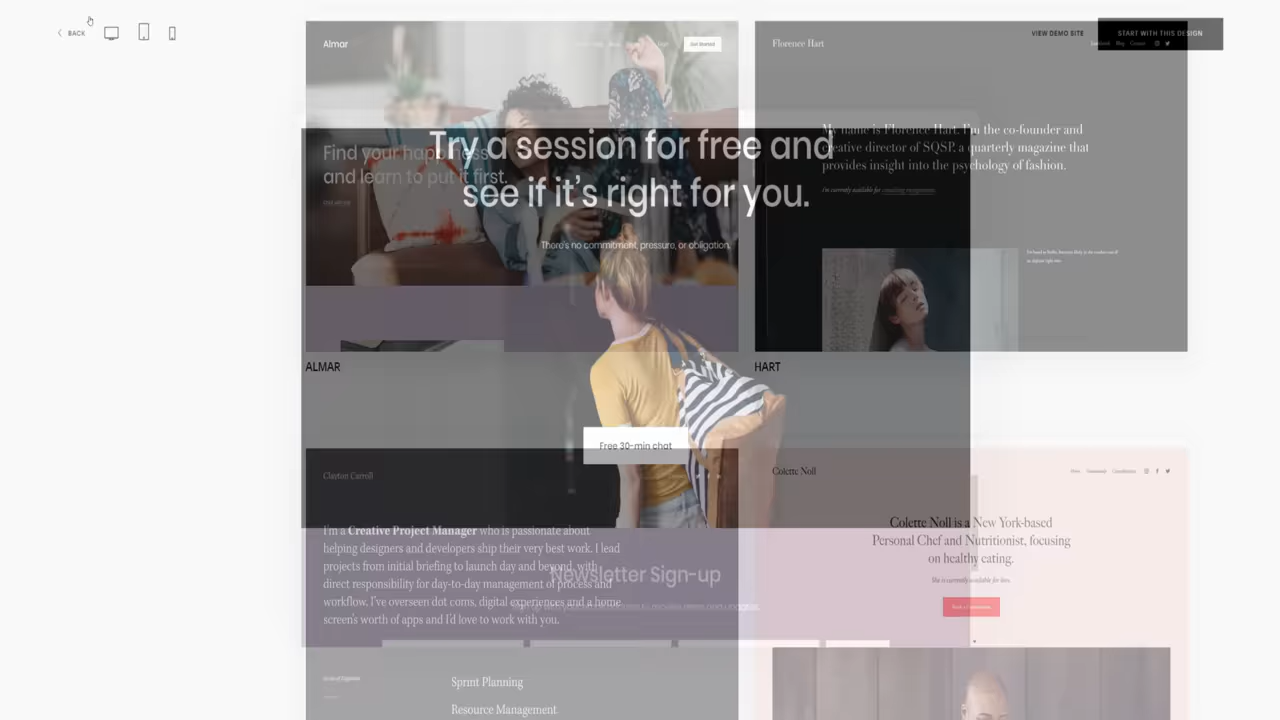 BACK
VIEW DEMO SITE
START WITH THIS DESIGN
Almar
Get Started
Florence Hart
Blog
Contact
Find your happiness
and learn to put it first.
Try a session for free and
see if it's right for you.
There's no commitment, pressure, or obligation.
Free 30-min chat
My name is Florence Hart. I'm the co-founder and
creative director of SQSP, a quarterly magazine that
provides insight into the psychology of fashion.
I'm currently available for
ALMAR
HART
Clayton Carroll
I'm a Creative Project Manager who is passionate about
helping designers and developers ship their very best work. I lead
projects from initial briefing to launch day and beyond, with
direct responsibility for day-to-day management of process and
workflow. I've overseen dot coms, digital experiences and a home
screen's worth of apps and I'd love to work with you.
Newsletter Sign-up
Sprint Planning
Resource Management
Colette Noll
Colette Noll is a New York-based
Personal Chef and Nutritionist, focusing
on healthy eating.
She is currently available for hire.